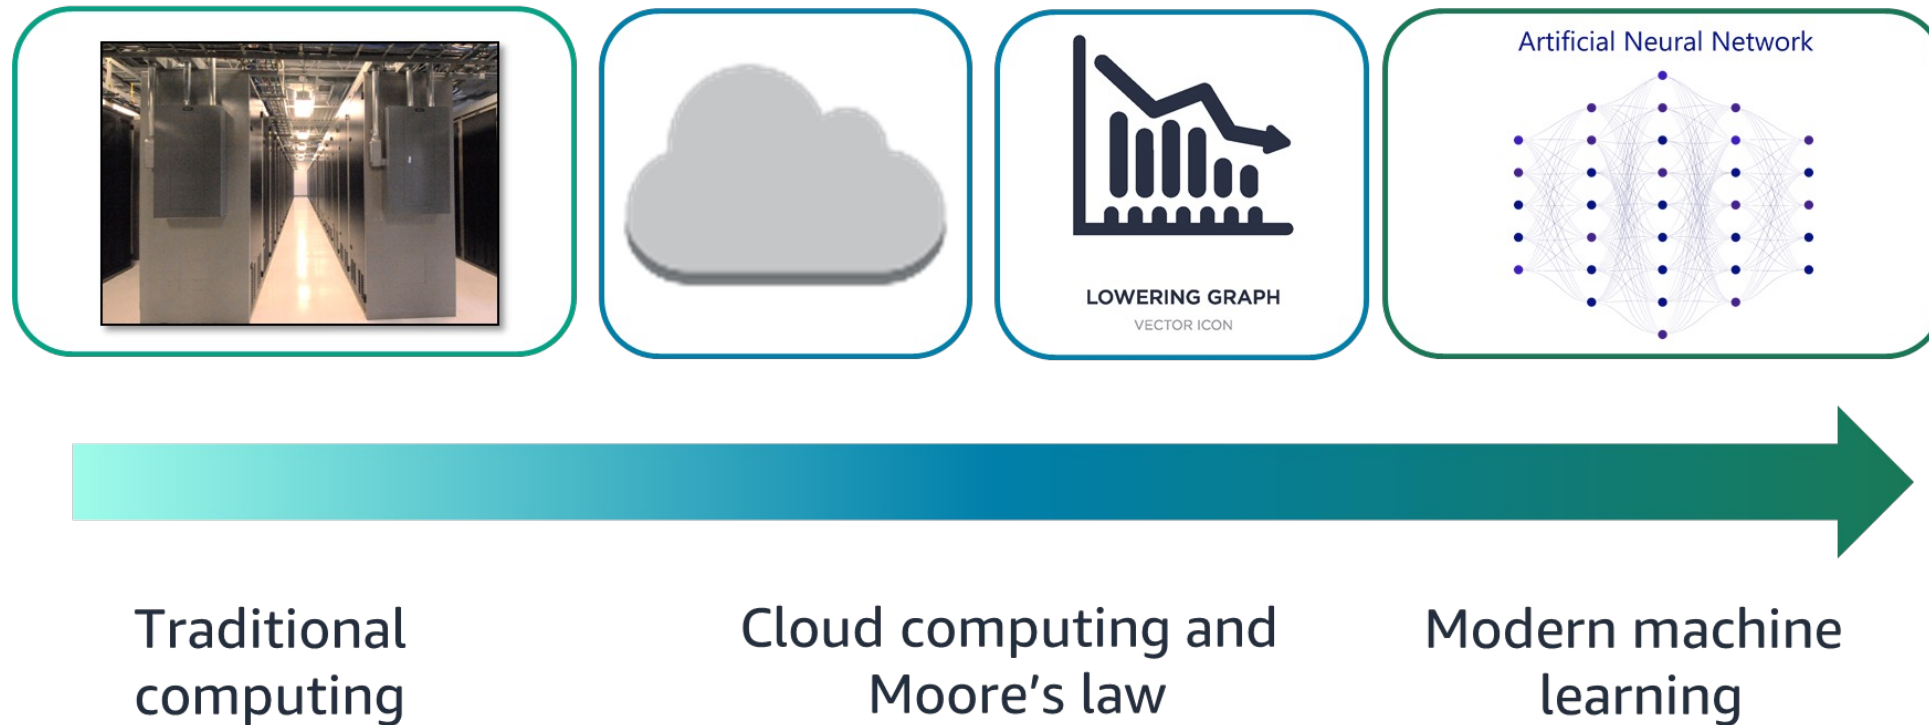 Artificial Neural Network
LOWERING GRAPH
VECTOR ICON
Traditional
computing
Cloud computing and
Moore’s law
Modern machine
learning